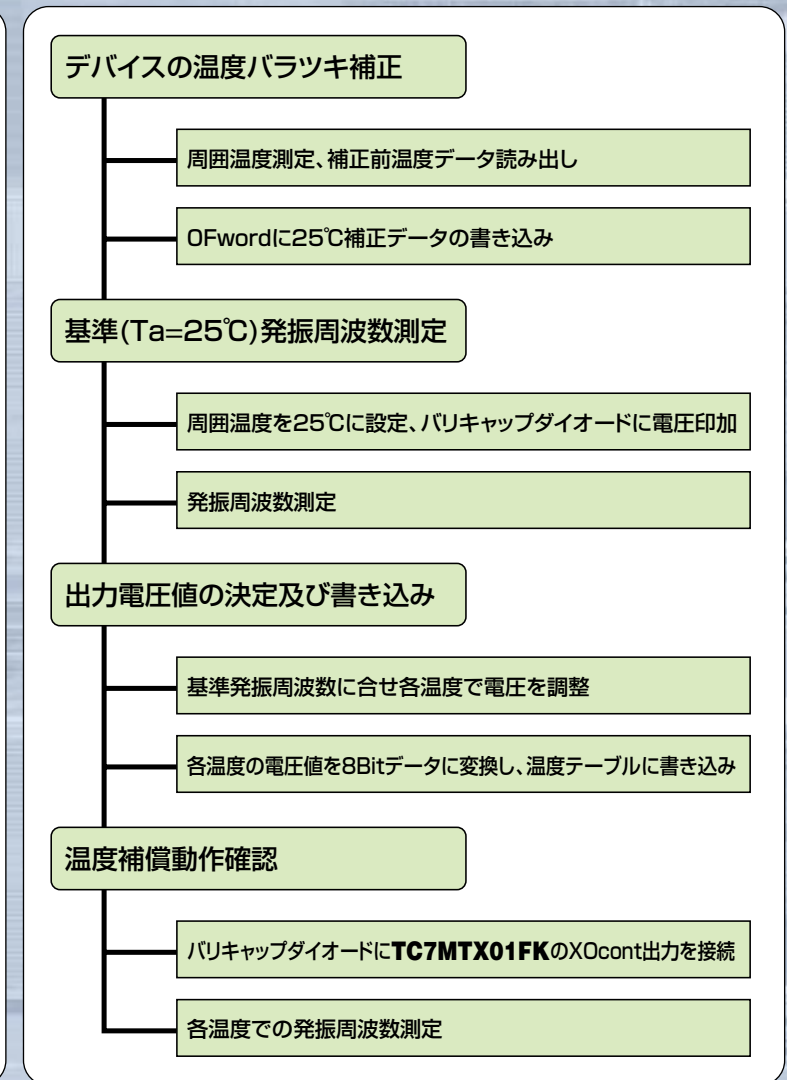 デバイスの温度バラツキ補正
周囲温度測定、補正前温度データ読み出し
OFwordに25℃補正データの書き込み
基準(Ta=25℃)発振周波数測定
周囲温度を25℃に設定、バリキャップダイオードに電圧印加
発振周波数測定
出力電圧値の決定及び書き込み
基準発振周波数に合せ各温度で電圧を調整
各温度の電圧値を8Bitデータに変換し、温度テーブルに書き込み
温度補償動作確認
バリキャップダイオードにTC7MTX01FKのXOcont出力を接続
各温度での発振周波数測定